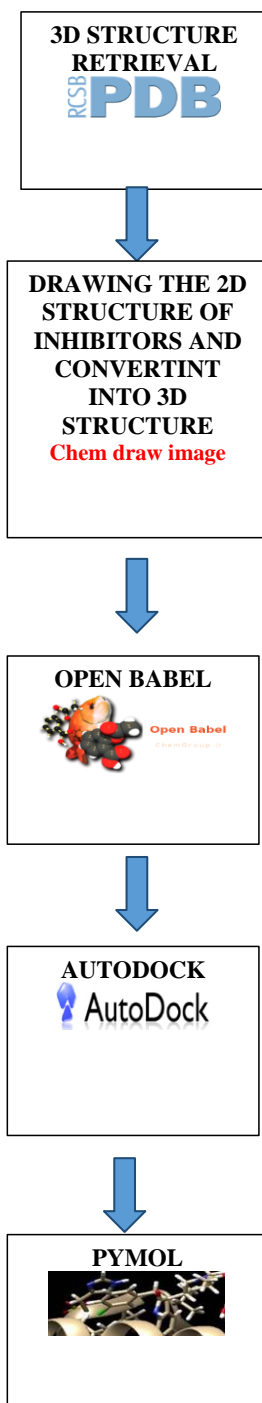 3D STRUCTURE
RETRIEVAL
RCSB
PDB
DRAWING THE 2D
STRUCTURE OF
INHIBITORS AND
CONVERTINT
INTO 3D
STRUCTURE
Chem draw image
OPEN BABEL
Open Babel
AUTODOCK
AutoDock
PYMOL